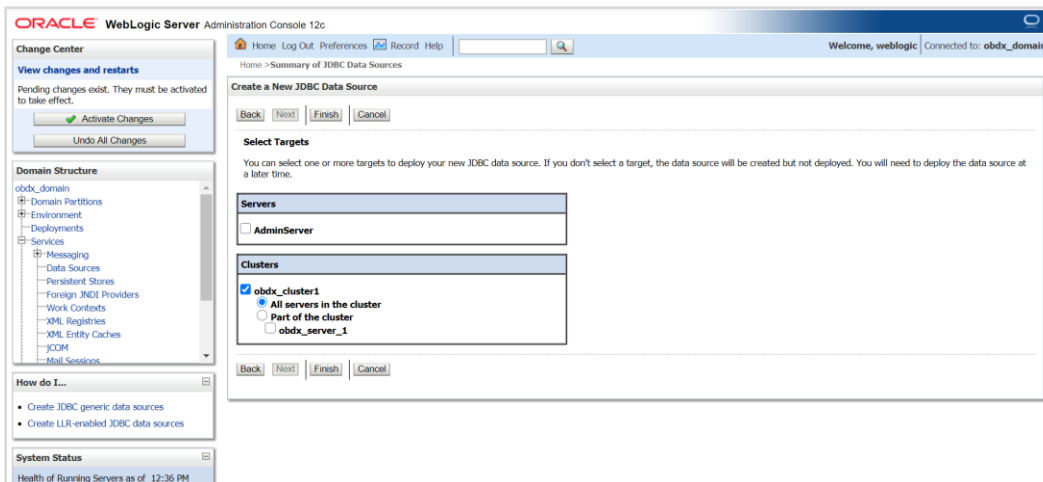 ORACLE WebLogic Server Administration Console 12c
Change Center
View changes and restarts
Pending changes exist. They must be activated
to take effect.
Activate Changes
Undo All Changes
Domain Structure
obdx_domain
Domain Partitions
Environment
Deployments
Services
Messaging
Data Sources
Persistent Stores
Foreign JNDI Providers
Work Contexts
XML Registries
XML Entity Caches
jCOM
Mail Sessions
How do I...
Create JDBC generic data sources
Create LLR-enabled JDBC data sources
System Status
Health of Running Servers as of 12:36 PM
Home Log Out Preferences Record Help
Welcome, weblogic Connected to: obdx_domain
Home >Summary of JDBC Data Sources
Create a New JDBC Data Source
Back Next Finish Cancel
Select Targets
You can select one or more targets to deploy your new JDBC data source. If you don't select a target, the data source will be created but not deployed. You will need to deploy the data source at
a later time.
Servers
AdminServer
Clusters
obdx_cluster1
All servers in the cluster
Part of the cluster
obdx_server_1
Back Next Finish Cancel